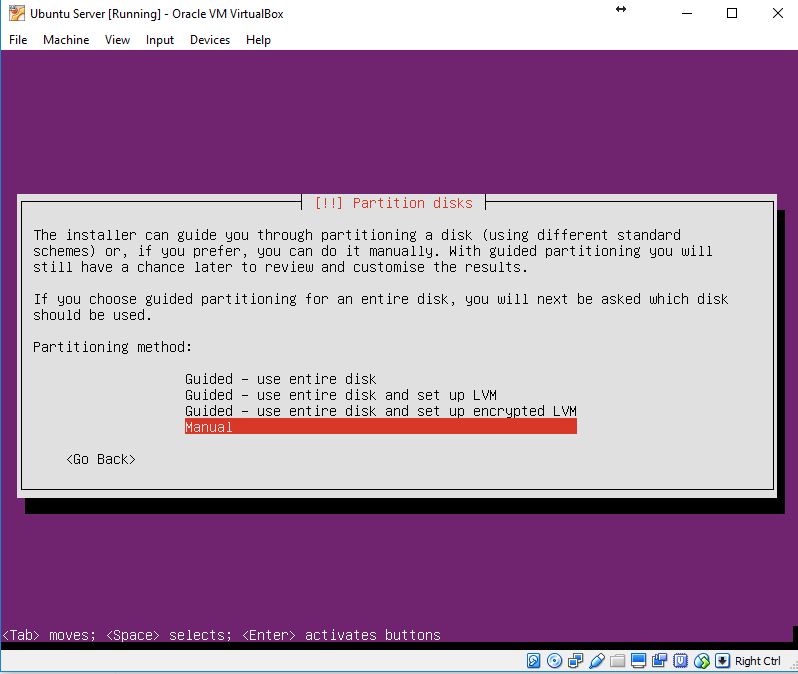 Ubuntu Server [Running] - Oracle VM VirtualBox
File Machine View Input Devices Help
[!!] Partition disks
The installer can guide you through partitioning a disk (using different standard
schemes) or, if you prefer, you can do it manually. With guided partitioning you will
still have a chance later to review and customise the results.
If you choose guided partitioning for an entire disk, you will next be asked which disk
should be used.
Partitioning method:
Guided - use entire disk
Guided - use entire disk and set up LVM
Guided - use entire disk and set up encrypted LVM
Manual
<Go Back>
<Tab> moves; <Space> selects; <Enter> activates buttons
Right Ctrl